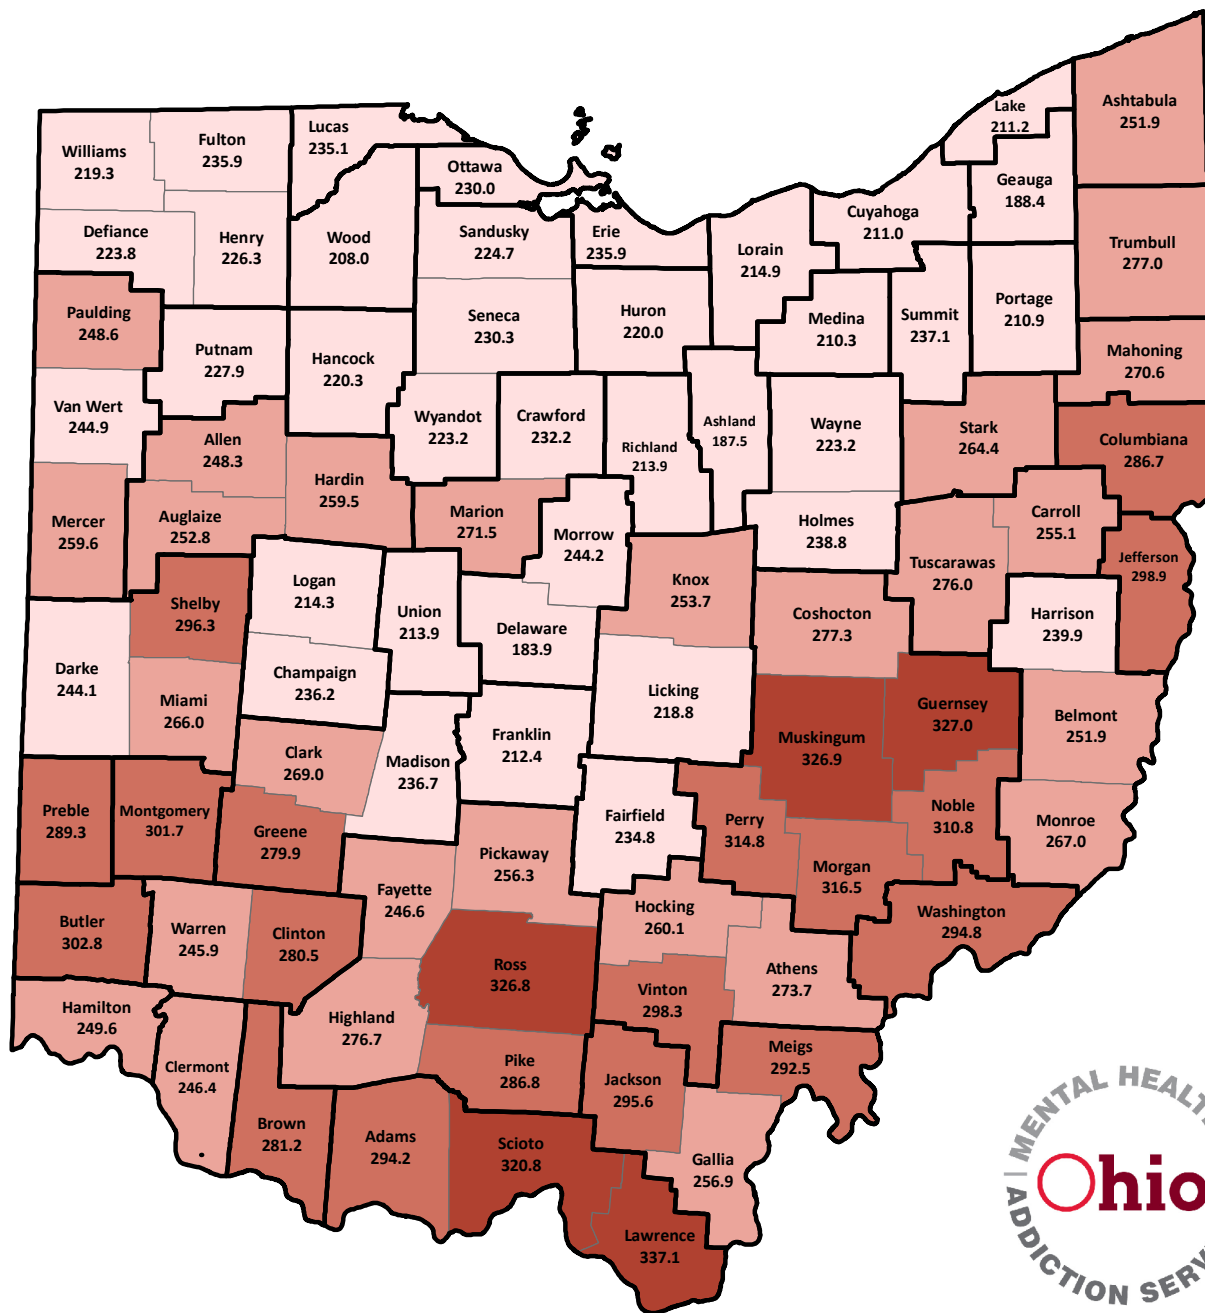 Lake
211.2
Ashtabula
251.9
Lucas
235.1
Fulton
235.9
Williams
219.3
Ottawa
230.0
Geauga
188.4
Cuyahoga
211.0
Defiance
223.8
Henry
226.3
Wood
208.0
Sandusky
224.7
Erie
235.9
Lorain
214.9
Trumbull
277.0
Paulding
248.6
Seneca
230.3
Huron
220.0
Medina
210.3
Summit
237.1
Portage
210.9
Putnam
227.9
Hancock
220.3
Mahoning
270.6
Van Wert
244.9
Wyandot
223.2
Crawford
232.2
Richland
213.9
Ashland
187.5
Wayne
223.2
Stark
264.4
Columbiana
286.7
Allen
248.3
Hardin
259.5
Mercer
259.6
Auglaize
252.8
Marion
271.5
Morrow
244.2
Holmes
238.8
Carroll
255.1
Tuscarawas
276.0
Jefferson
298.9
Logan
214.3
Shelby
296.3
Union
213.9
Delaware
183.9
Knox
253.7
Coshocton
277.3
Harrison
239.9
Darke
244.1
Champaign
236.2
Miami
266.0
Licking
218.8
Guernsey
327.0
Belmont
251.9
Muskingum
326.9
Franklin
212.4
Clark
269.0
Madison
236.7
Preble
289.3
Montgomery
301.7
Greene
279.9
Fairfield
234.8
Perry
314.8
Noble
310.8
Monroe
267.0
Pickaway
256.3
Morgan
316.5
Fayette
246.6
Hocking
260.1
Washington
294.8
Butler
302.8
Warren
245.9
Clinton
280.5
Ross
326.8
Athens
273.7
Vinton
298.3
Hamilton
249.6
Highland
276.7
Meigs
292.5
Clermont
246.4
Pike
286.8
Jackson
295.6
Brown
281.2
Adams
294.2
Scioto
320.8
Gallia
256.9
Lawrence
337.1
MENTAL HEALT
Ohio
ADDICTION SERV